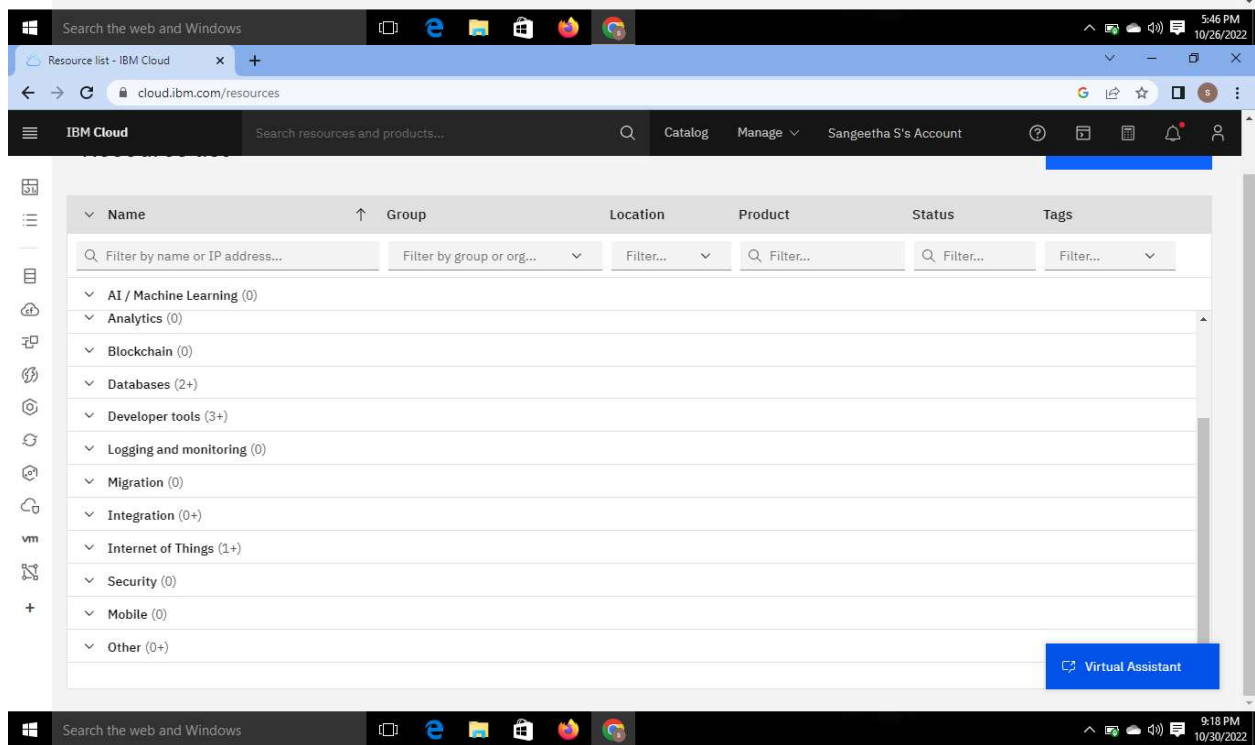 Search the web and Windows
5:46 PM
10/26/2022
Resource list - IBM Cloud
cloud.ibm.com/resources
IBM Cloud Search resources and products... Catalog Manage Sangeetha S's Account
Name Group Location Product Status Tags
Filter by name or IP address... Filter by group or org... Filter... Filter... Filter... Filter...
AI / Machine Learning (0)
Analytics (0)
Blockchain (0)
Databases (2+)
Developer tools (3+)
Logging and monitoring (0)
Migration (0)
Integration (0+)
vm
Internet of Things (1+)
Security (0)
Mobile (0)
Other (0+)
Virtual Assistant
Search the web and Windows
9:18 PM
10/30/2022